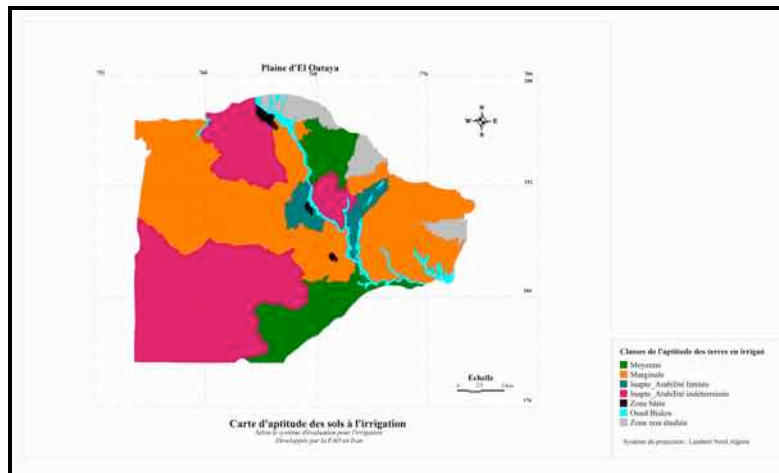 Plaine d'El Outaya
N
W E
S
Echelle
Carte d'aptitude des sols à l'irrigation
Selon le système d'évaluation pour l'irrigation
Développée par la FAO en Iran
Classes de l'aptitude des terres en irrigué
Moyenne
Marginale
Inapte_Arabilité limitée
Inapte_Arabilité indéterminée
Zone bâtie
Oued Biskra
Zone non étudiée
Système de projection : Lambert Nord Algérie